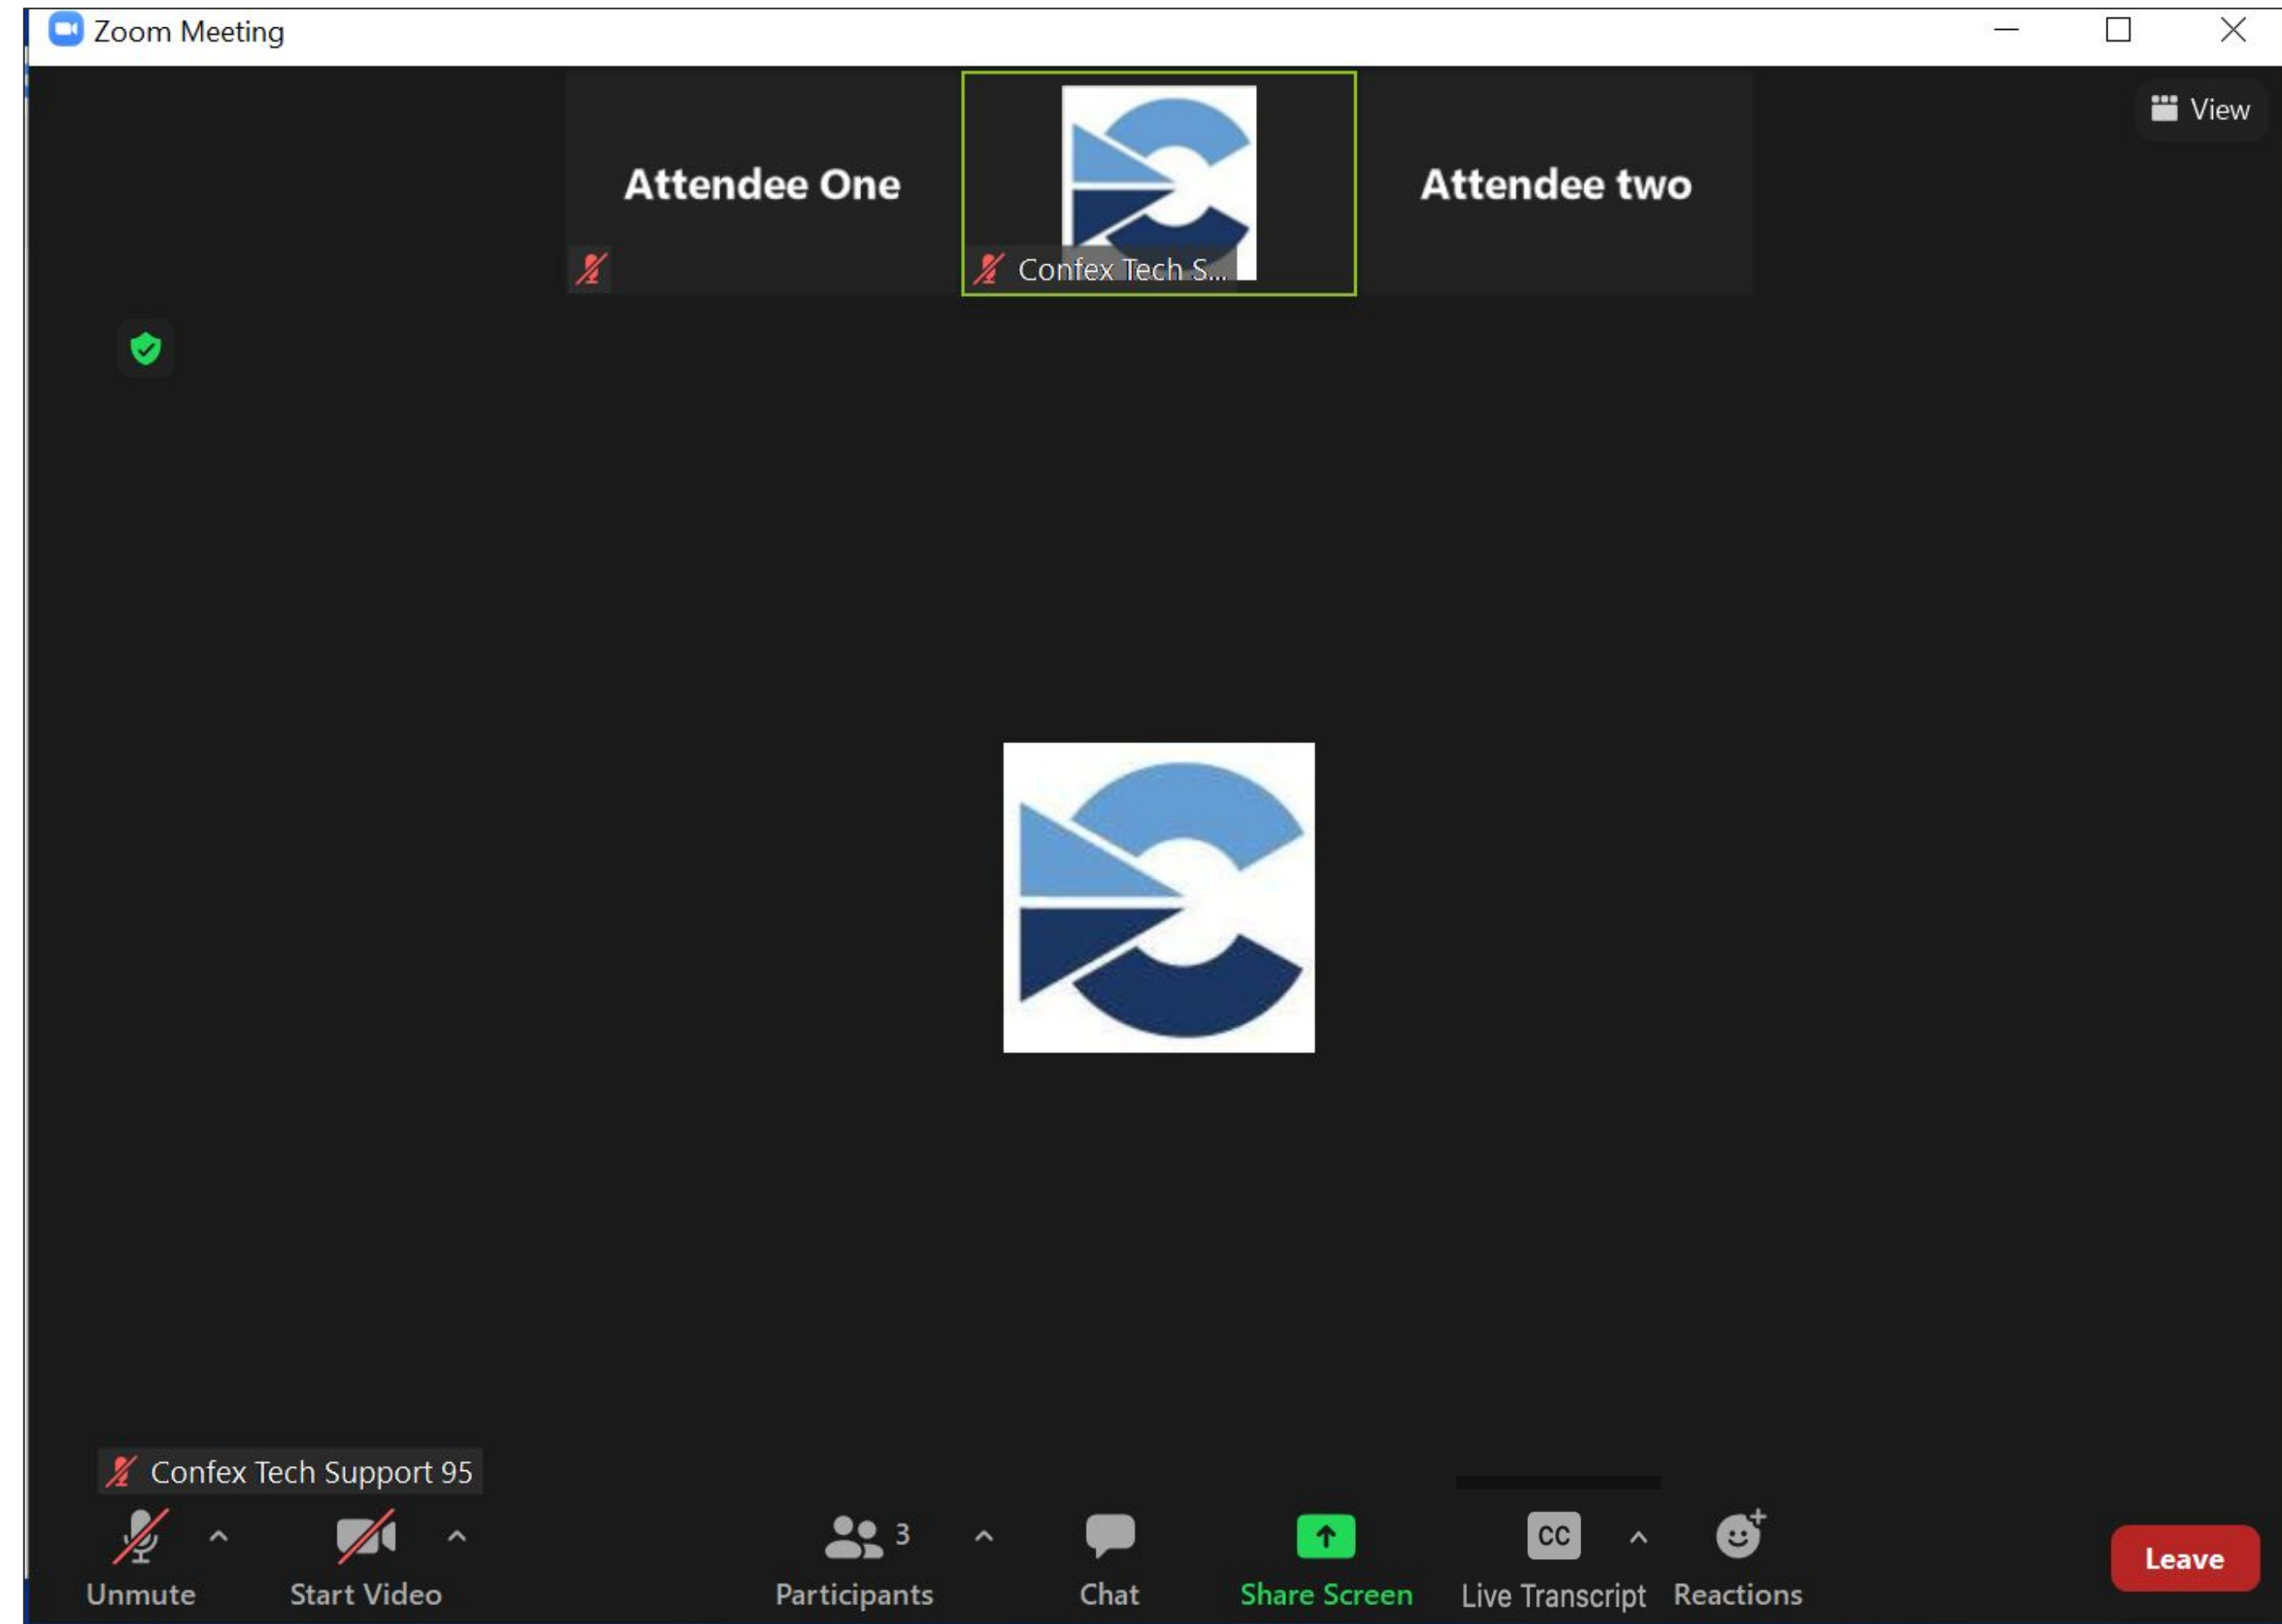 Zoom Meeting
View
Attendee One
Confex Tech S...
Attendee two
Confex Tech Support 95
3
CC
Unmute
Start Video
Participants
Chat
Share Screen
Live Transcript
Reactions
Leave